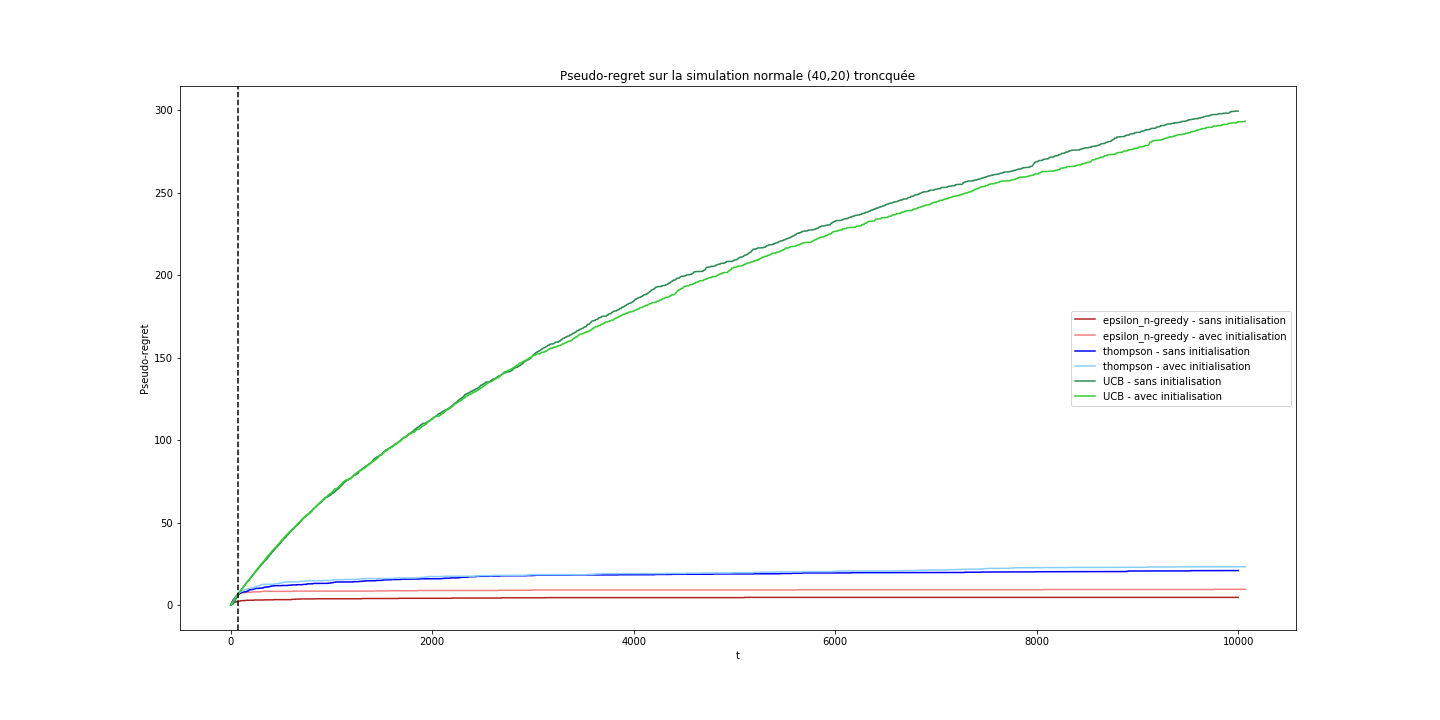 Pseudo-regret sur la simulation normale (40,20) troncquée
300
250
200
150
100
50
0
Pseudo-regret
epsilon_n-greedy - sans initialisation
epsilon_n-greedy - avec initialisation
thompson - sans initialisation
thompson - avec initialisation
UCB - sans initialisation
UCB - avec initialisation
0 2000 4000 6000 8000 10000
t